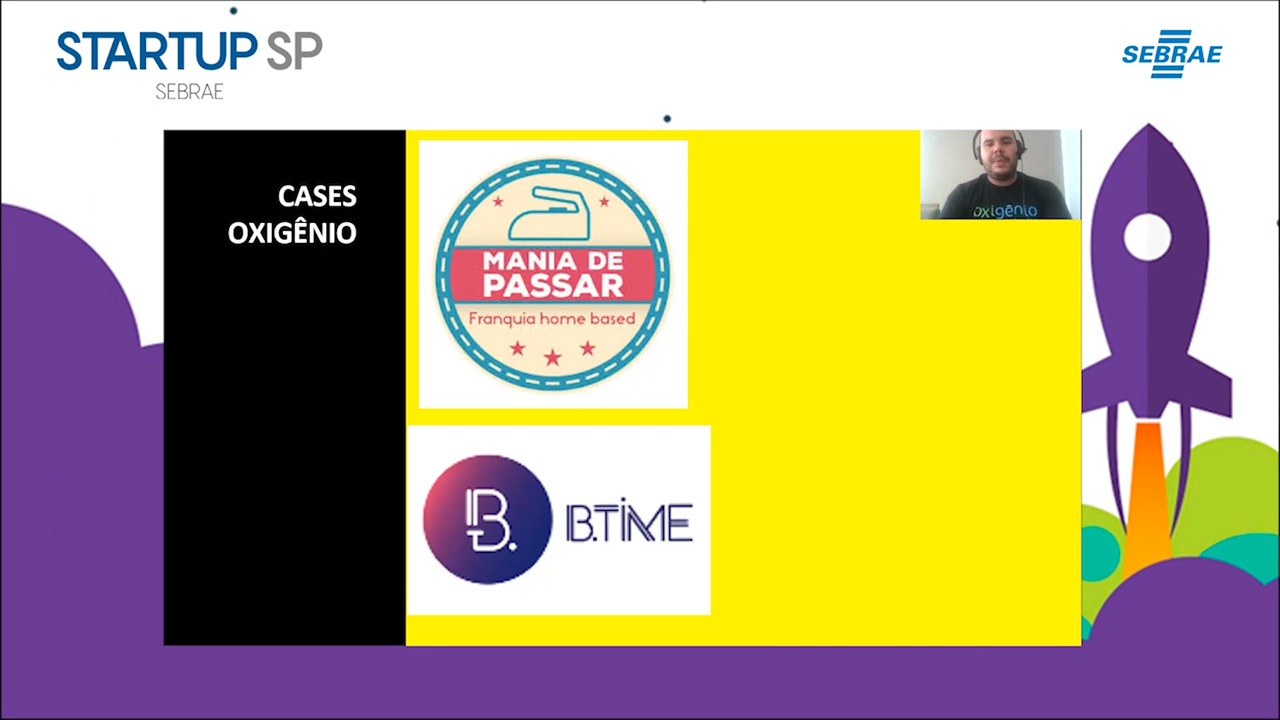 STARTUP SP
SEBRAE
SEBRAE
CASES
OXIGÊNIO
MANIA DE
PASSAR
Franquia home based
B.
B.TIME
oxigênio